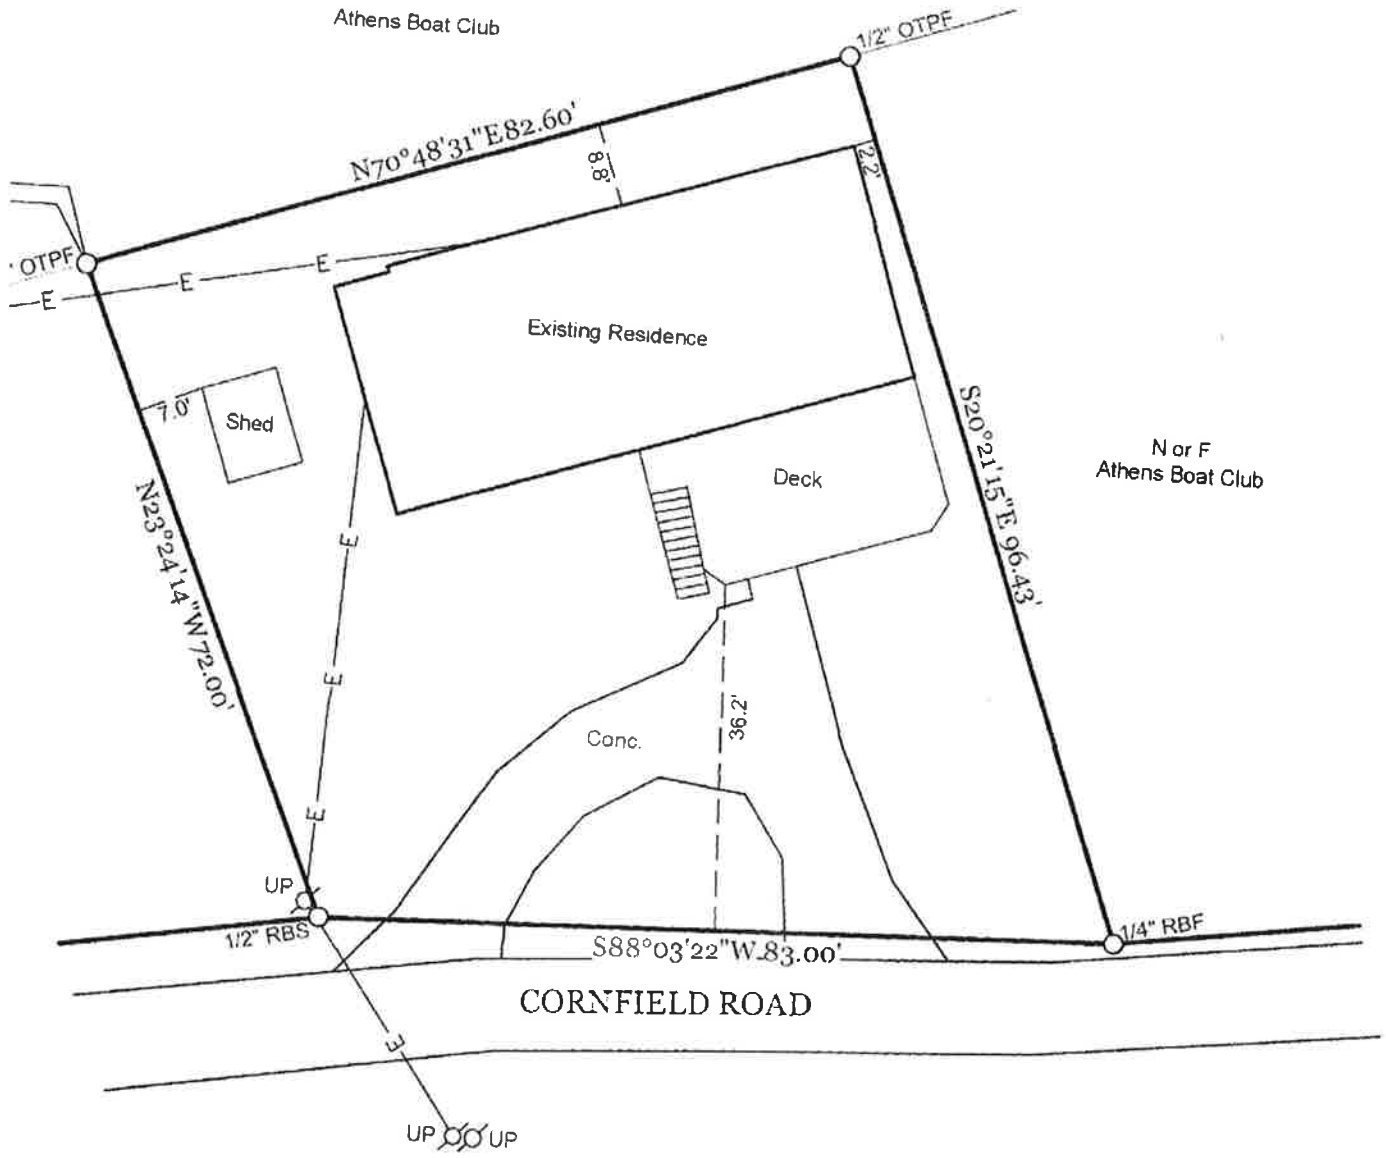 Athens Boat Club
1/2" OTPF
N70°48'31"E82.60'
8.8'
2.2'
' OTPF
E
E
E
Existing Residence
7.0'
Shed
S20°21'15"E 96.43'
N or F
Athens Boat Club
Deck
N23°24'14"W72.00'
E
E
36.2'
Conc.
E
UP
1/2" RBS
1/4" RBF
S88°03'22"W 83.00'
CORNFIELD ROAD
E
UP
UP